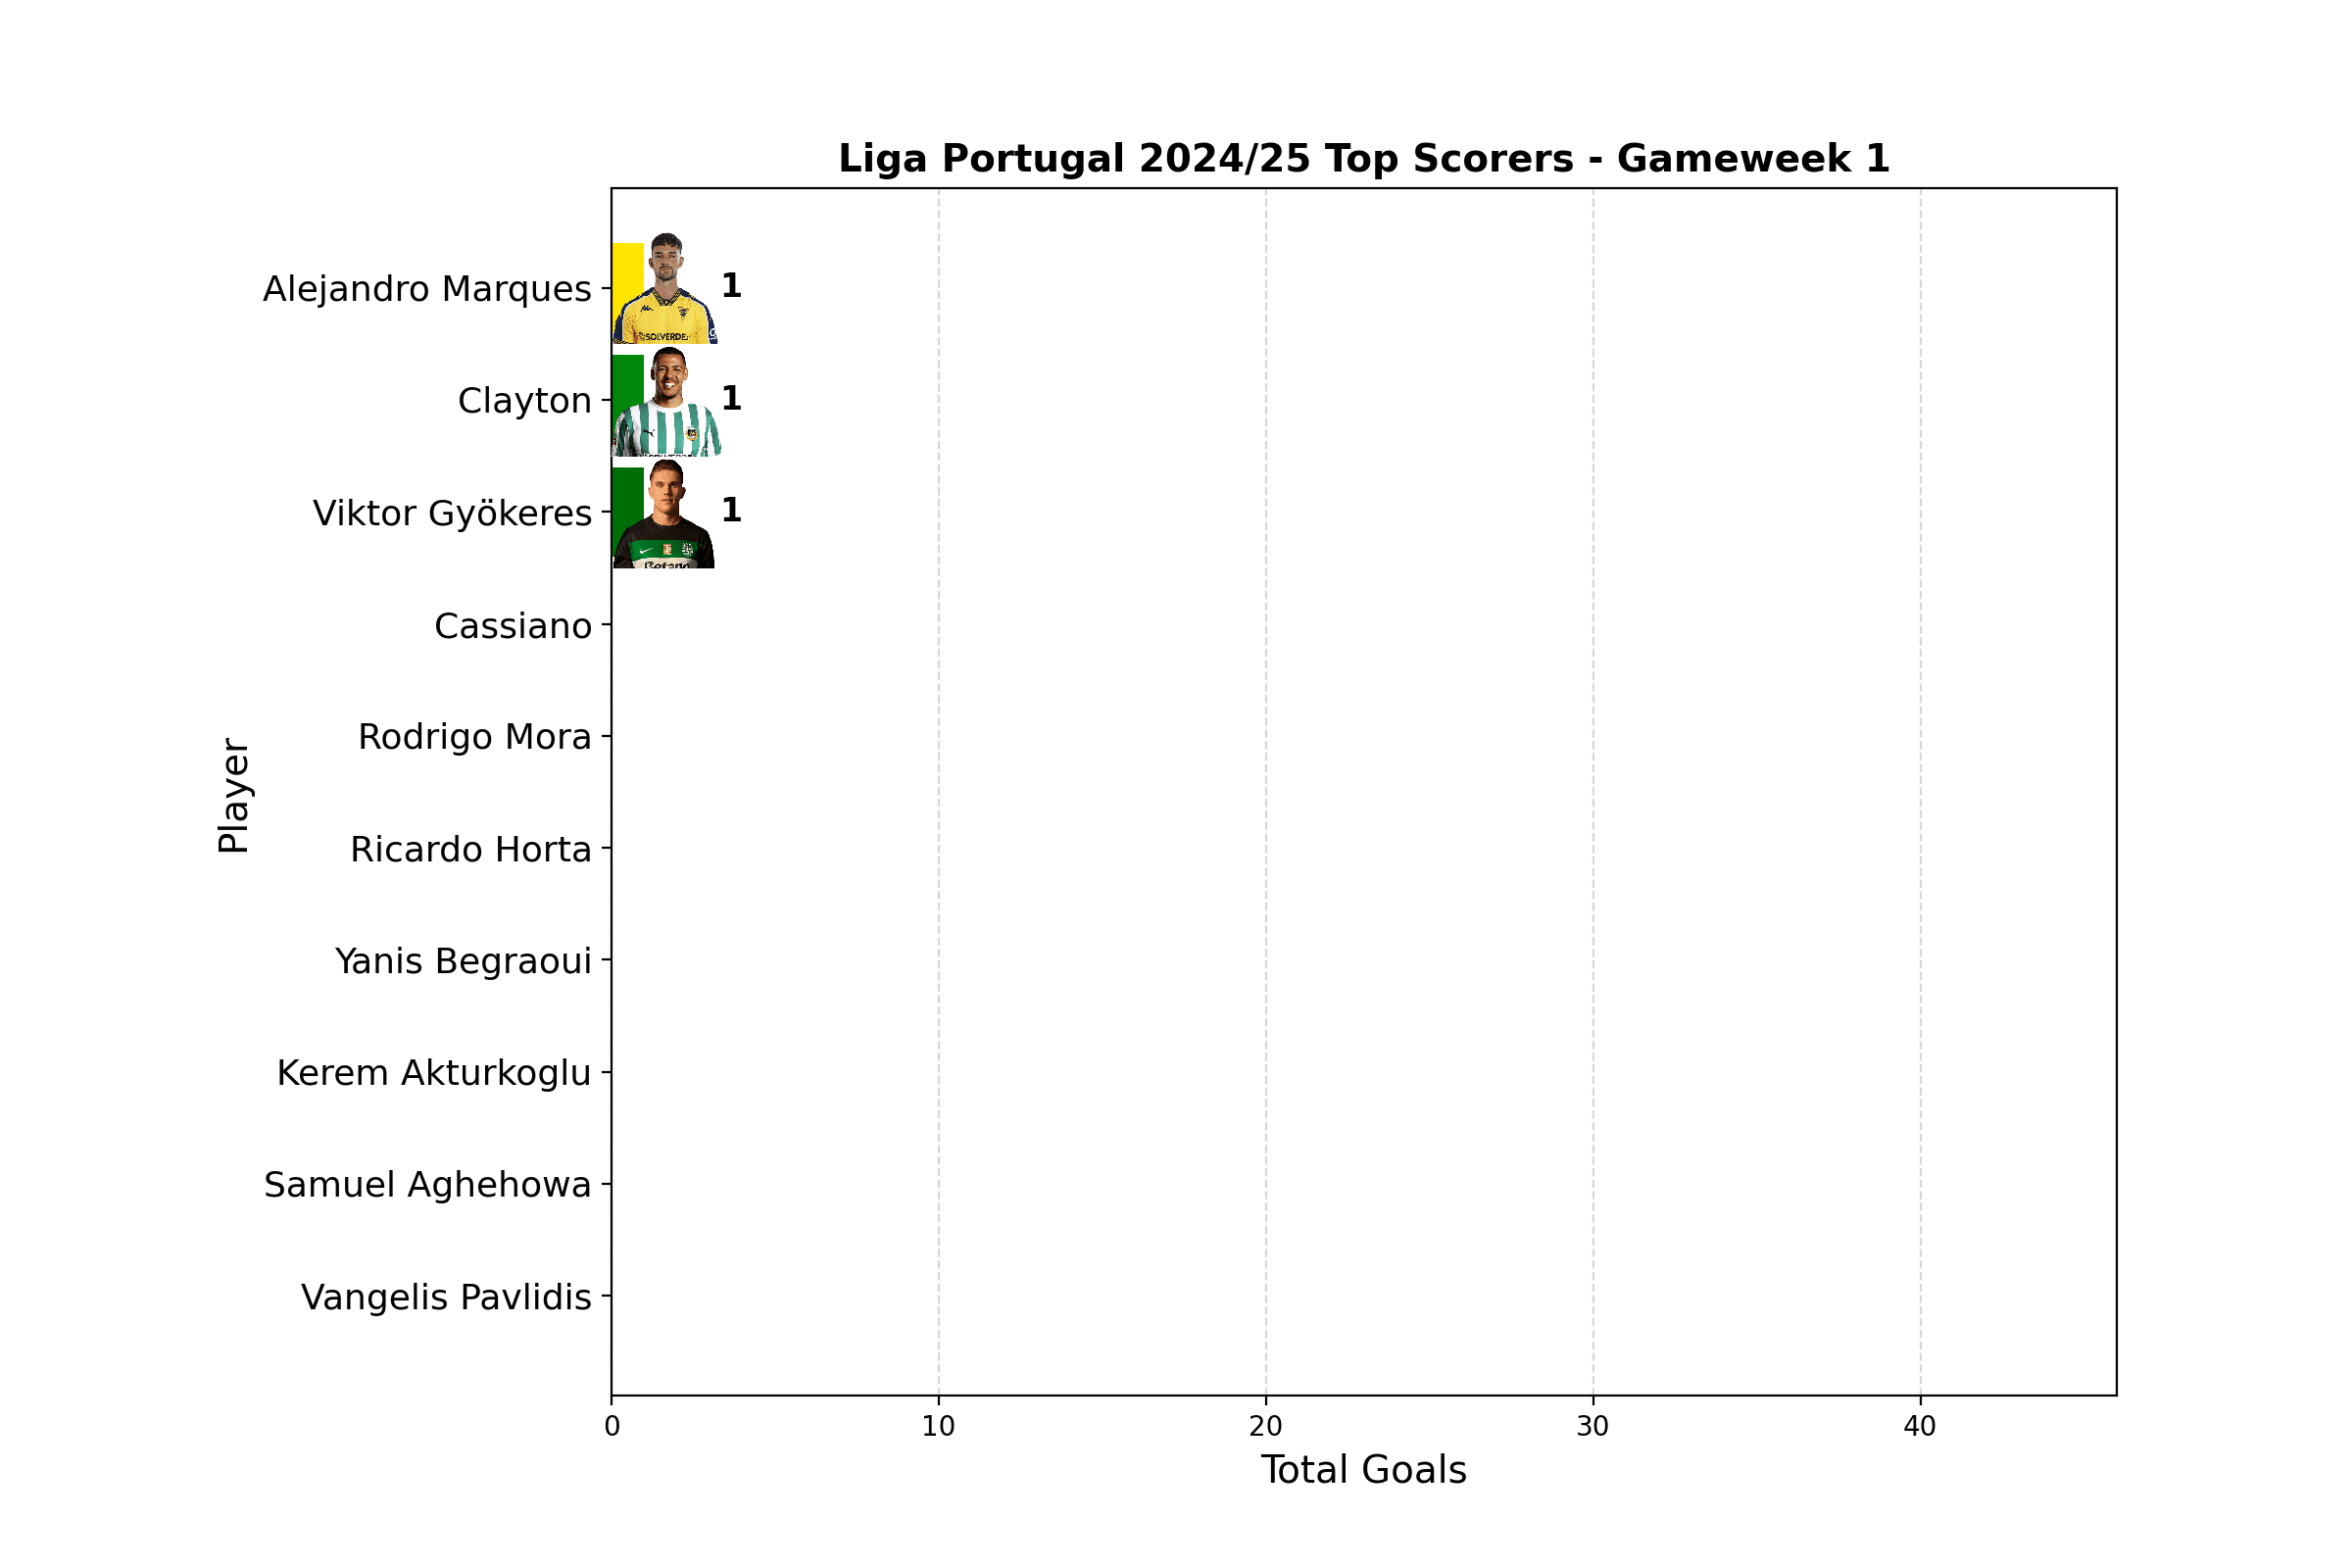 Liga Portugal 2024/25 Top Scorers - Gameweek 1
Player
Alejandro Marques 1
SOLVERDE
Clayton 1
Viktor Gyökeres 1
Betano
Cassiano
Rodrigo Mora
Ricardo Horta
Yanis Begraoui
Kerem Akturkoglu
Samuel Aghehowa
Vangelis Pavlidis
0 10 20 30 40
Total Goals